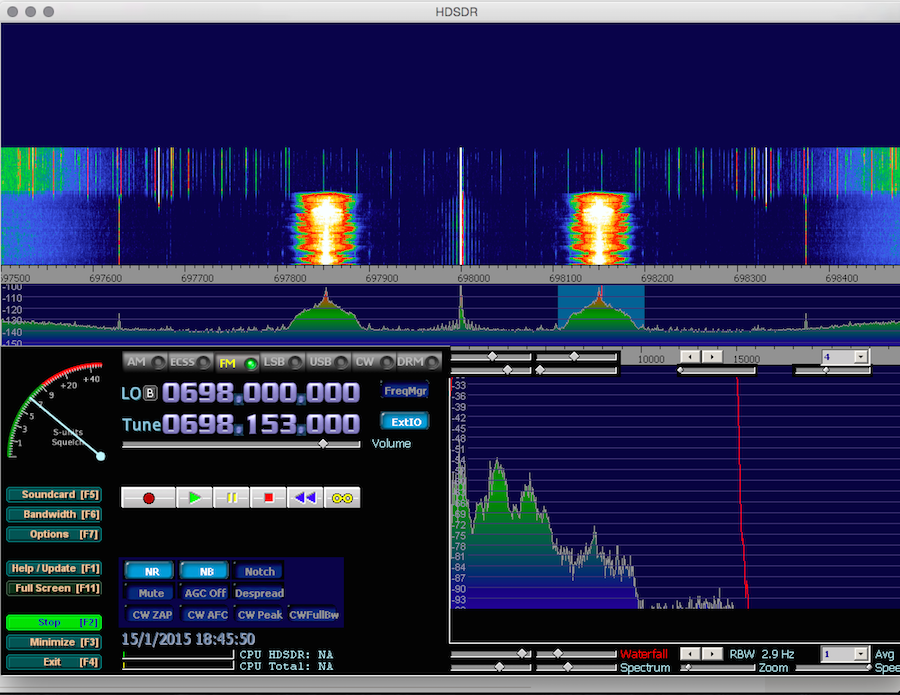 HDSDR
697500 697600 697700 697800 697900 698000 698100 698200 698300 698400
-100
-110
-120
-130
-140
-150
AM ECSS FM LSB USB CW DRM
LO B 0698.000.000 FreqMgr
Tune 0698.153.000 ExtIO
Volume
1 3 5 7 9 +20 +40
S-units
Squelch
Soundcard [F5]
Bandwidth [F6]
Options [F7]
Help / Update [F1]
Full Screen [F11]
Stop [F2]
Minimize [F3]
Exit [F4]
NR NB Notch
Mute AGC Off Despread
CW ZAP CW AFC CW Peak CWFullBw
15/1/2015 18:45:50
CPU HDSDR: NA
CPU Total: NA
10000 15000 4
-33
-36
-39
-42
-45
-48
-51
-54
-63
-66
-69
-72
-75
-78
-81
-84
-87
-90
-93
Waterfall RBW 2.9 Hz 1 Avg
Spectrum Zoom Spee